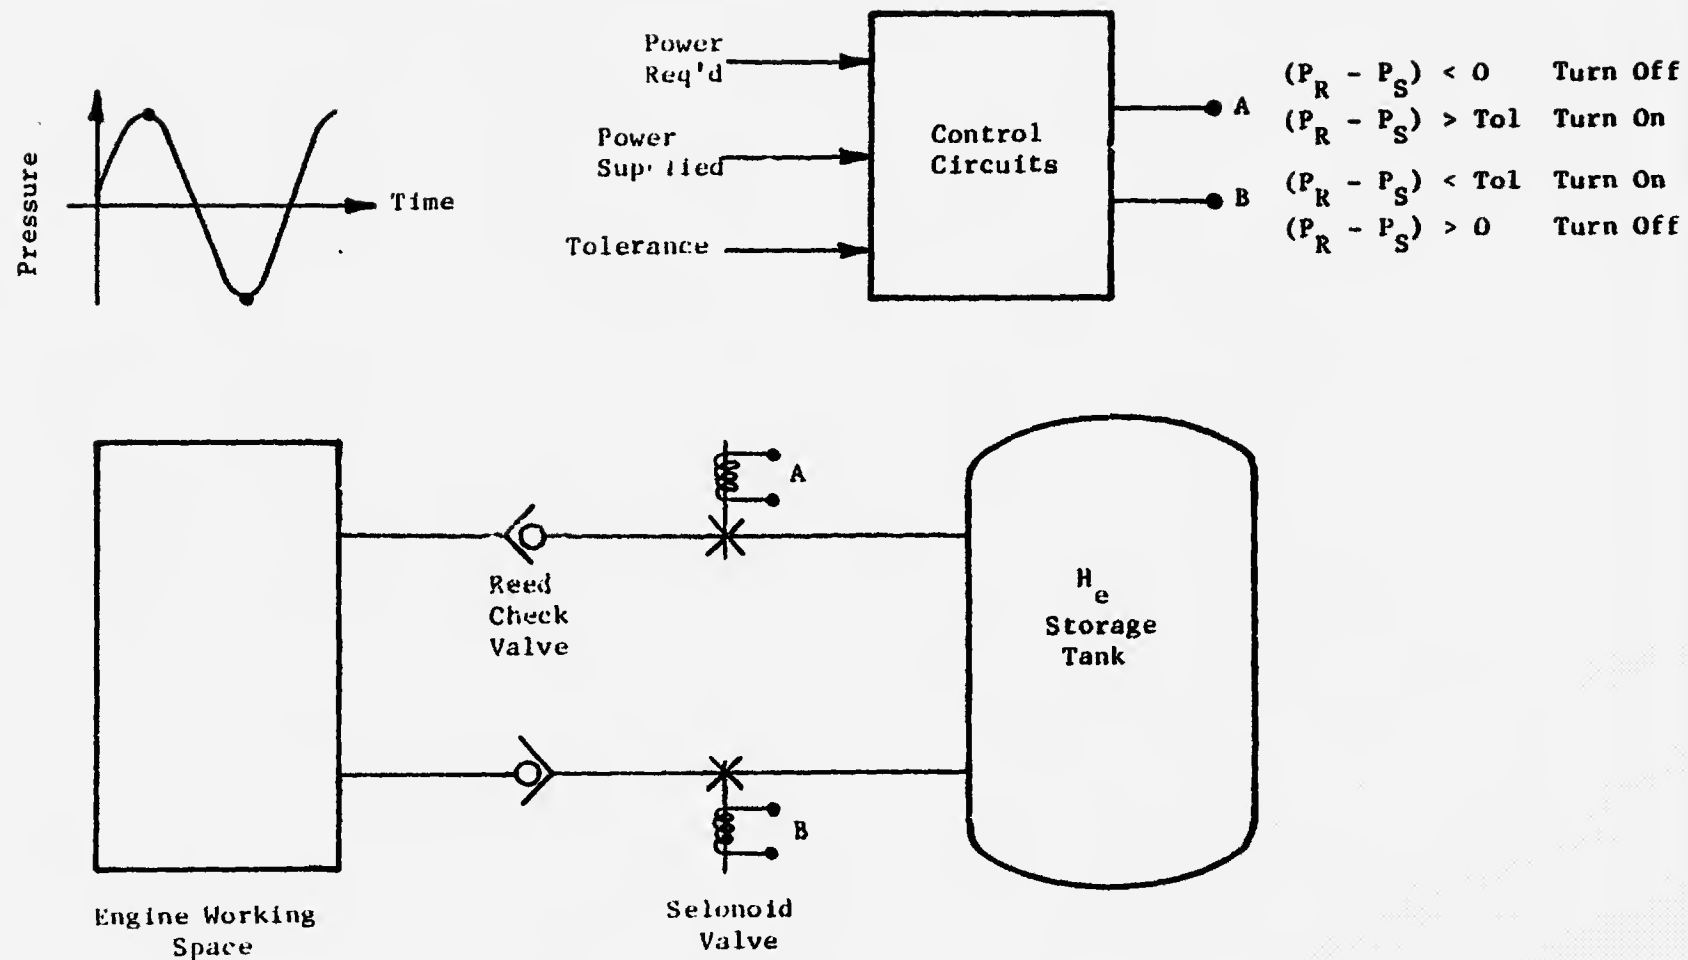 Pressure
Time
Power
Req'd
Power
Supplied
Tolerance
Control
Circuits
A
(P_R - P_S) < 0 Turn Off
(P_R - P_S) > Tol Turn On
B
(P_R - P_S) < Tol Turn On
(P_R - P_S) > 0 Turn Off
A
Reed
Check
Valve
H_e
Storage
Tank
B
Engine Working
Space
Selonoid
Valve